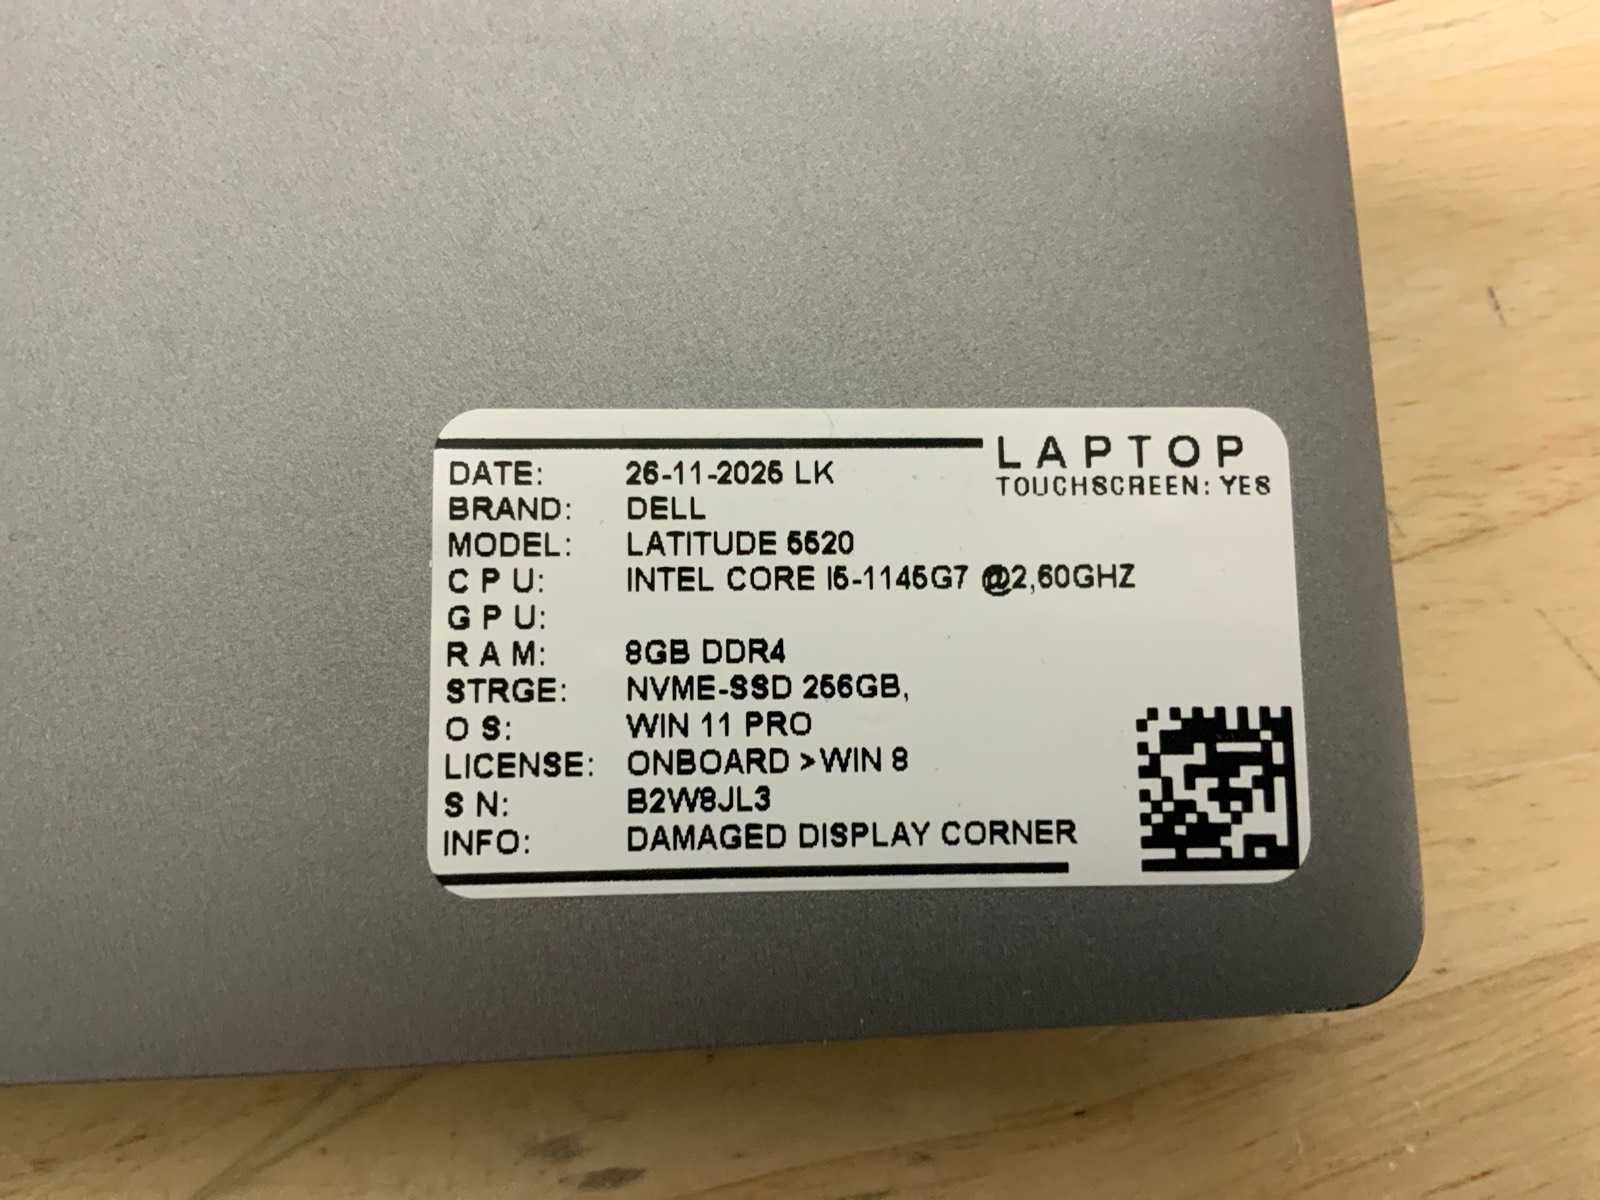 LAPTOP
TOUCHSCREEN: YES
DATE: 26-11-2025 LK
BRAND: DELL
MODEL: LATITUDE 5520
C P U: INTEL CORE I5-1145G7 @2,60GHZ
G P U:
R A M: 8GB DDR4
STRGE: NVME-SSD 256GB,
O S: WIN 11 PRO
LICENSE: ONBOARD >WIN 8
S N: B2W8JL3
INFO: DAMAGED DISPLAY CORNER